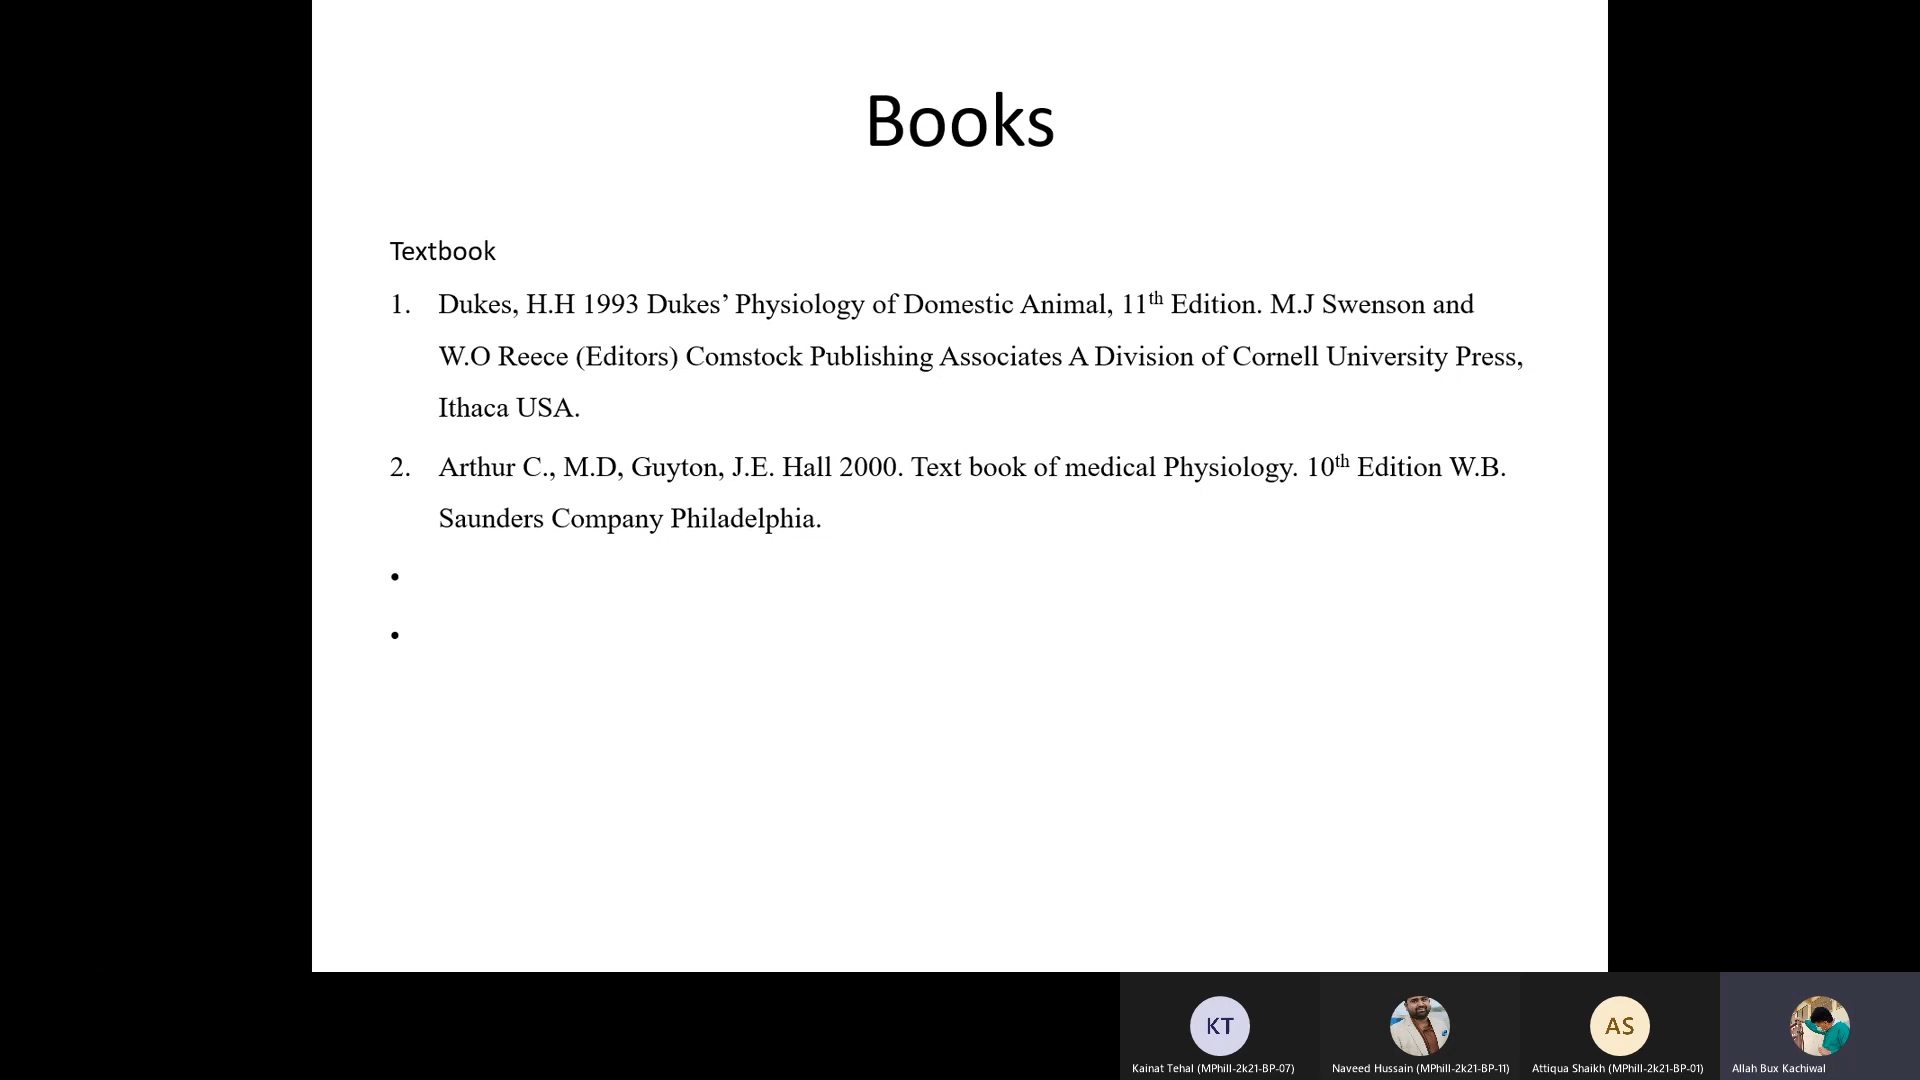 Books
Textbook
1. Dukes, H.H 1993 Dukes’ Physiology of Domestic Animal, 11th Edition. M.J Swenson and
W.O Reece (Editors) Comstock Publishing Associates A Division of Cornell University Press,
Ithaca USA.
2. Arthur C., M.D, Guyton, J.E. Hall 2000. Text book of medical Physiology. 10th Edition W.B.
Saunders Company Philadelphia.
•
•
KT
AS
Kainat Tehal (MPhill-2k21-BP-07)
Naveed Hussain (MPhill-2k21-BP-11)
Attiqua Shaikh (MPhill-2k21-BP-01)
Allah Bux Kachiwal